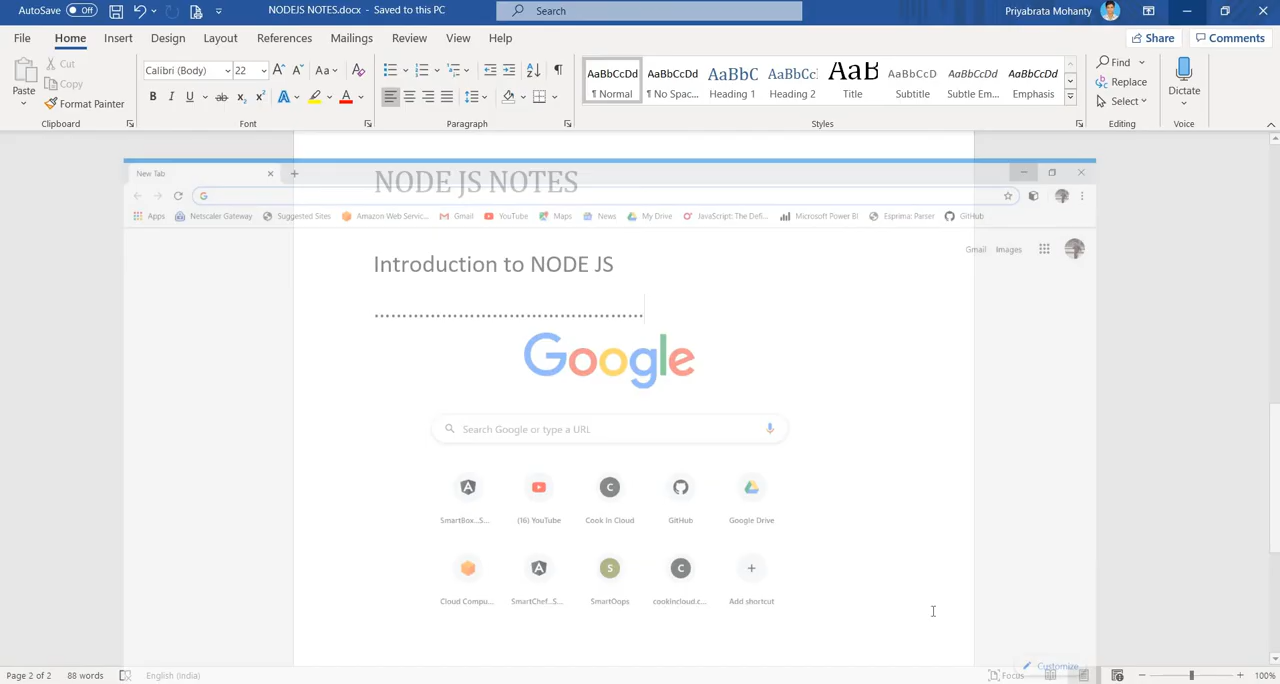 AutoSave Off NODEJS NOTES.docx - Saved to this PC Search Priyabrata Mohanty
File Home Insert Design Layout References Mailings Review View Help Share Comments
Paste Cut Copy Format Painter
Calibri (Body) 22 Aa
B I U ab x₂ x² A A
AaBbCcDd AaBbCcDd AaBbC AaBbCc AaB AaBbCcD AaBbCcDd AaBbCcDd
¶ Normal ¶ No Spac... Heading 1 Heading 2 Title Subtitle Subtle Em... Emphasis
Find Replace Select Dictate
Clipboard Font Paragraph Styles Editing Voice
New Tab
NODE JS NOTES
Apps Netscaler Gateway Suggested Sites Amazon Web Servic... Gmail YouTube Maps News My Drive JavaScript: The Defi... Microsoft Power BI Esprima: Parser GitHub
Gmail Images
Introduction to NODE JS
................................................
Google
Search Google or type a URL
SmartBox...S... (16) YouTube Cook In Cloud GitHub Google Drive
Cloud Compu... SmartChef...S... SmartOops cookincloud.c... Add shortcut
Customize
Page 2 of 2 88 words English (India) Focus 100%